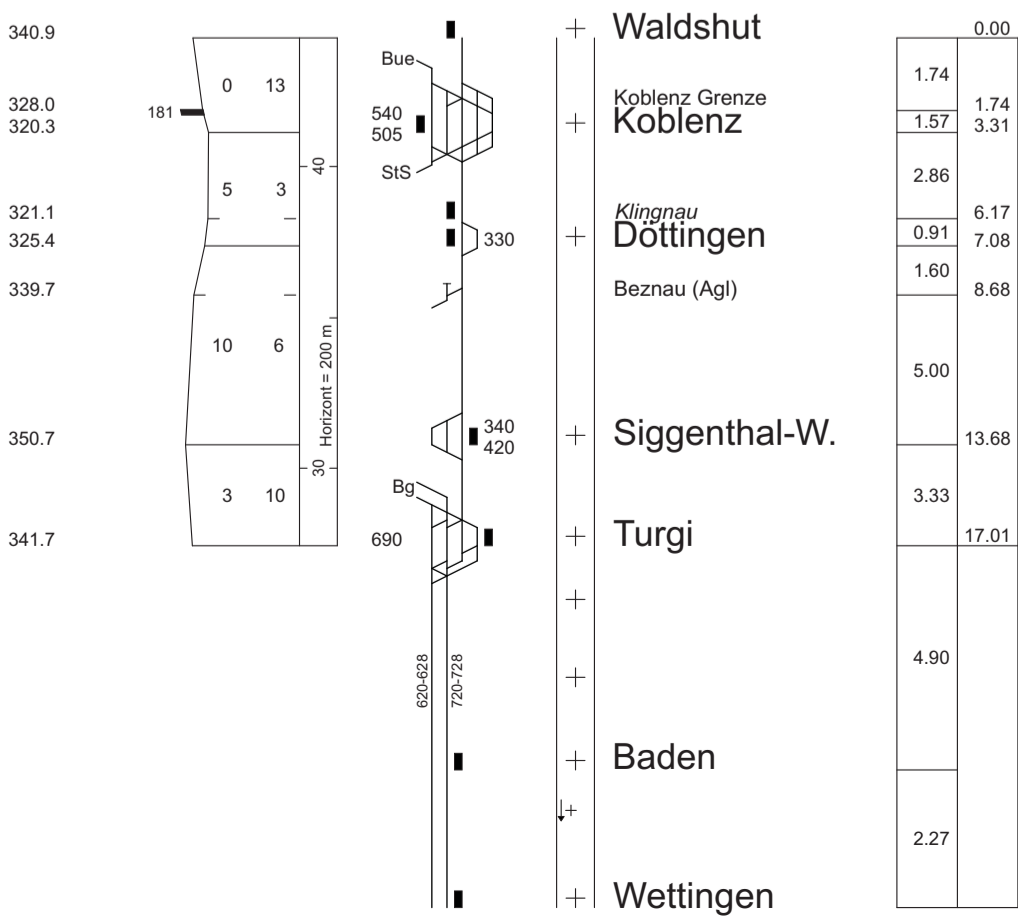 340.9 Waldshut 0.00
Bue
0 13 1.74
328.0 181 540 Koblenz Grenze 1.74
320.3 505 Koblenz 1.57 3.31
40 StS
5 3 2.86
321.1 Klingnau 6.17
325.4 330 Döttingen 0.91 7.08
1.60
339.7 Beznau (Agl) 8.68
10 6 Horizont = 200 m 5.00
350.7 340 Siggenthal-W. 13.68
420
30
3 10 Bg 3.33
341.7 690 Turgi 17.01
620-628 720-728 4.90
Baden
2.27
Wettingen